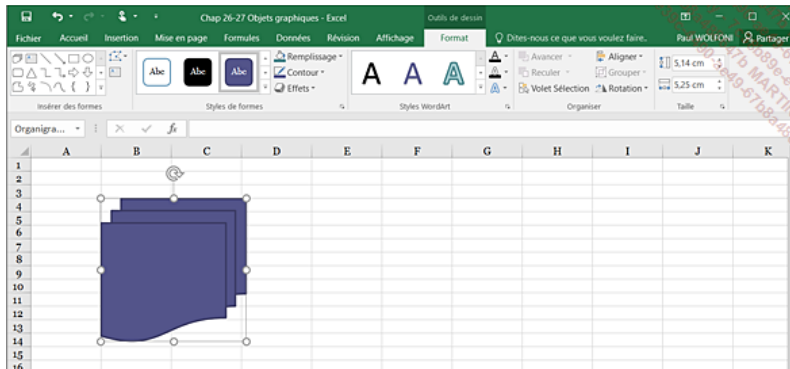 Chap 26-27 Objets graphiques - Excel
Outils de dessin
Fichier Accueil Insertion Mise en page Formules Données Révision Affichage Format Dites-nous ce que vous voulez faire. Paul WOLFONI Partager
Abc Abc Abc
Remplissage
Contour
Effets
A A A
A
A
A
Avancer
Reculer
Volet Sélection
Aligner
Grouper
Rotation
5,14 cm
5,25 cm
Insérer des formes Styles de formes Styles WordArt Organiser Taille
Organigra... fx
A B C D E F G H I J K
1
2
3
4
5
6
7
8
9
10
11
12
13
14
15
16